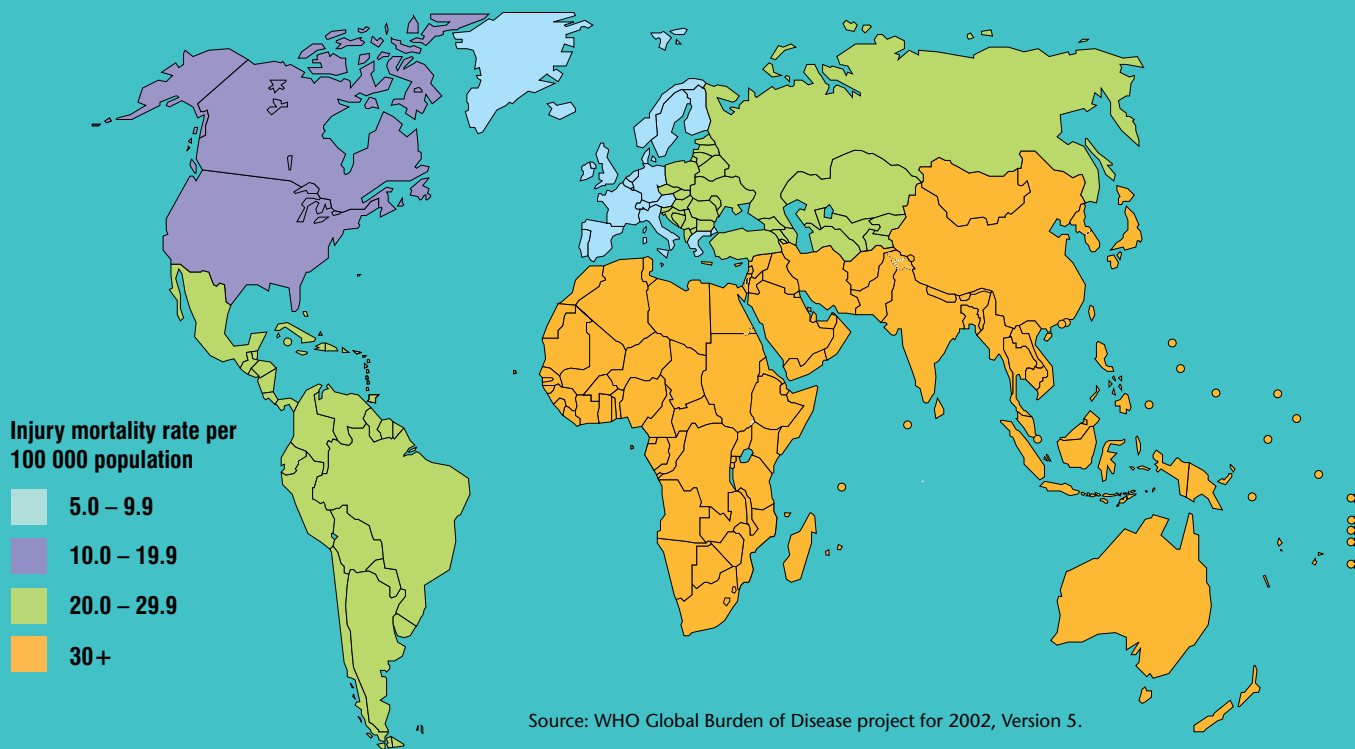 Injury mortality rate per
100 000 population
5.0 – 9.9
10.0 – 19.9
20.0 – 29.9
30+
Source: WHO Global Burden of Disease project for 2002, Version 5.